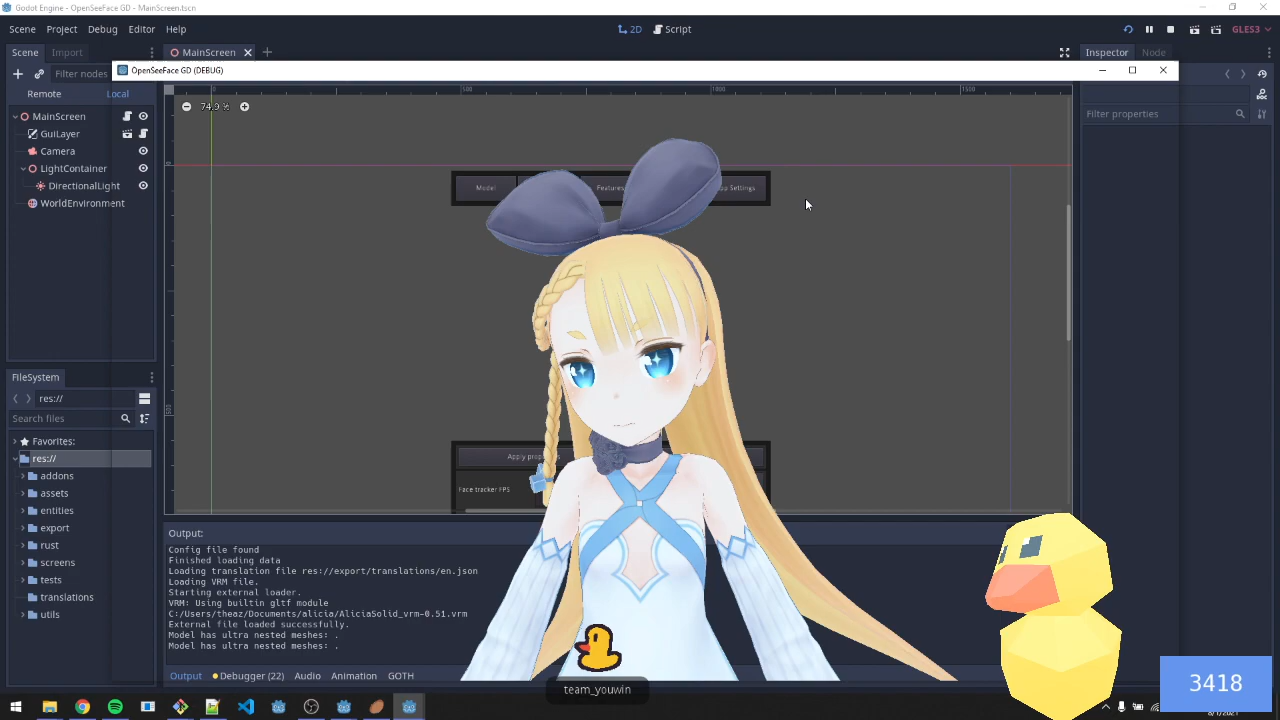 Godot Engine - OpenSeeFace GD - MainScreen.tscn
Scene Project Debug Editor Help
2D Script
GLES3
Scene Import
MainScreen
Inspector Node
Filter nodes
OpenSeeFace GD (DEBUG)
Remote Local
500 1000 1500
74.9 %
Filter properties
MainScreen
GuiLayer
Camera
LightContainer
DirectionalLight
WorldEnvironment
Model Features App Settings
FileSystem
res://
Search files
Favorites:
res://
addons
assets
entities
export
rust
screens
tests
translations
utils
Face tracker FPS
Output:
Config file found
Finished loading data
Loading translation file res://export/translations/en.json
Loading VRM file.
Starting external loader.
VRM: Using builtin gltf module
C:/Users/theaz/Documents/alicia/AliciaSolid_vrm-0.51.vrm
External file loaded successfully.
Model has ultra nested meshes: .
Model has ultra nested meshes: .
Output Debugger (22) Audio Animation GOTH
team_youwin
3418